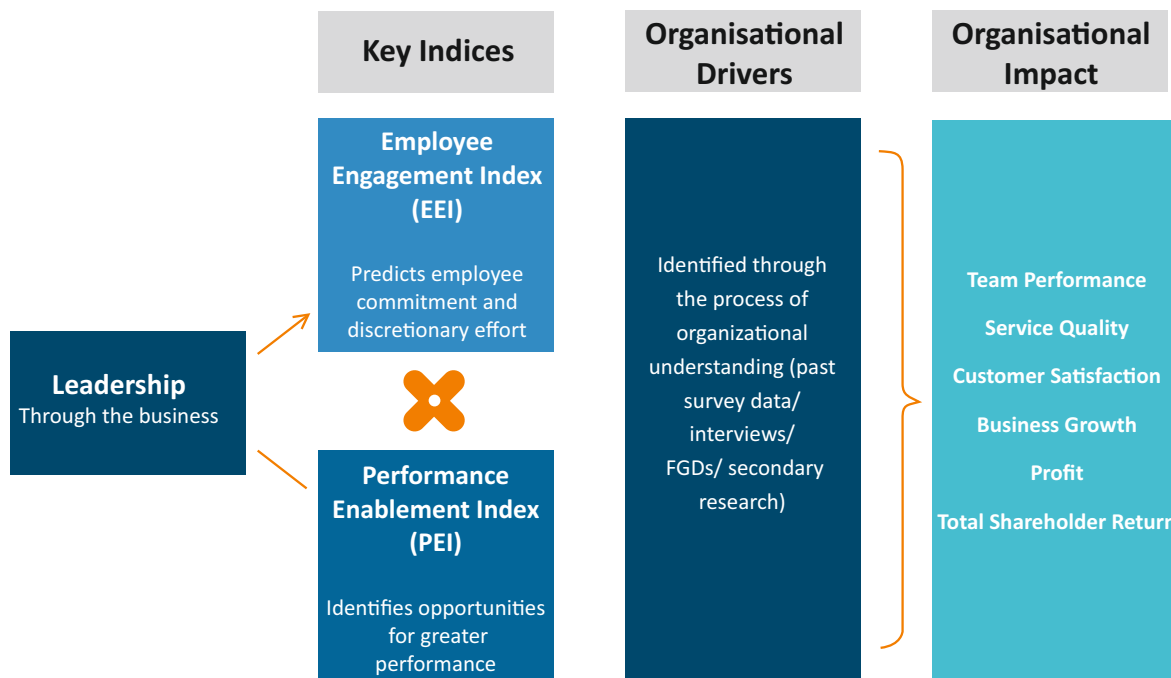 Key Indices
Organisational
Drivers
Organisational
Impact
Leadership
Through the business
Employee
Engagement Index
(EEI)
Predicts employee
commitment and
discretionary effort
Performance
Enablement Index
(PEI)
Identifies opportunities
for greater
performance
Identified through
the process of
organizational
understanding (past
survey data/
interviews/
FGDs/ secondary
research)
Team Performance
Service Quality
Customer Satisfaction
Business Growth
Profit
Total Shareholder Return